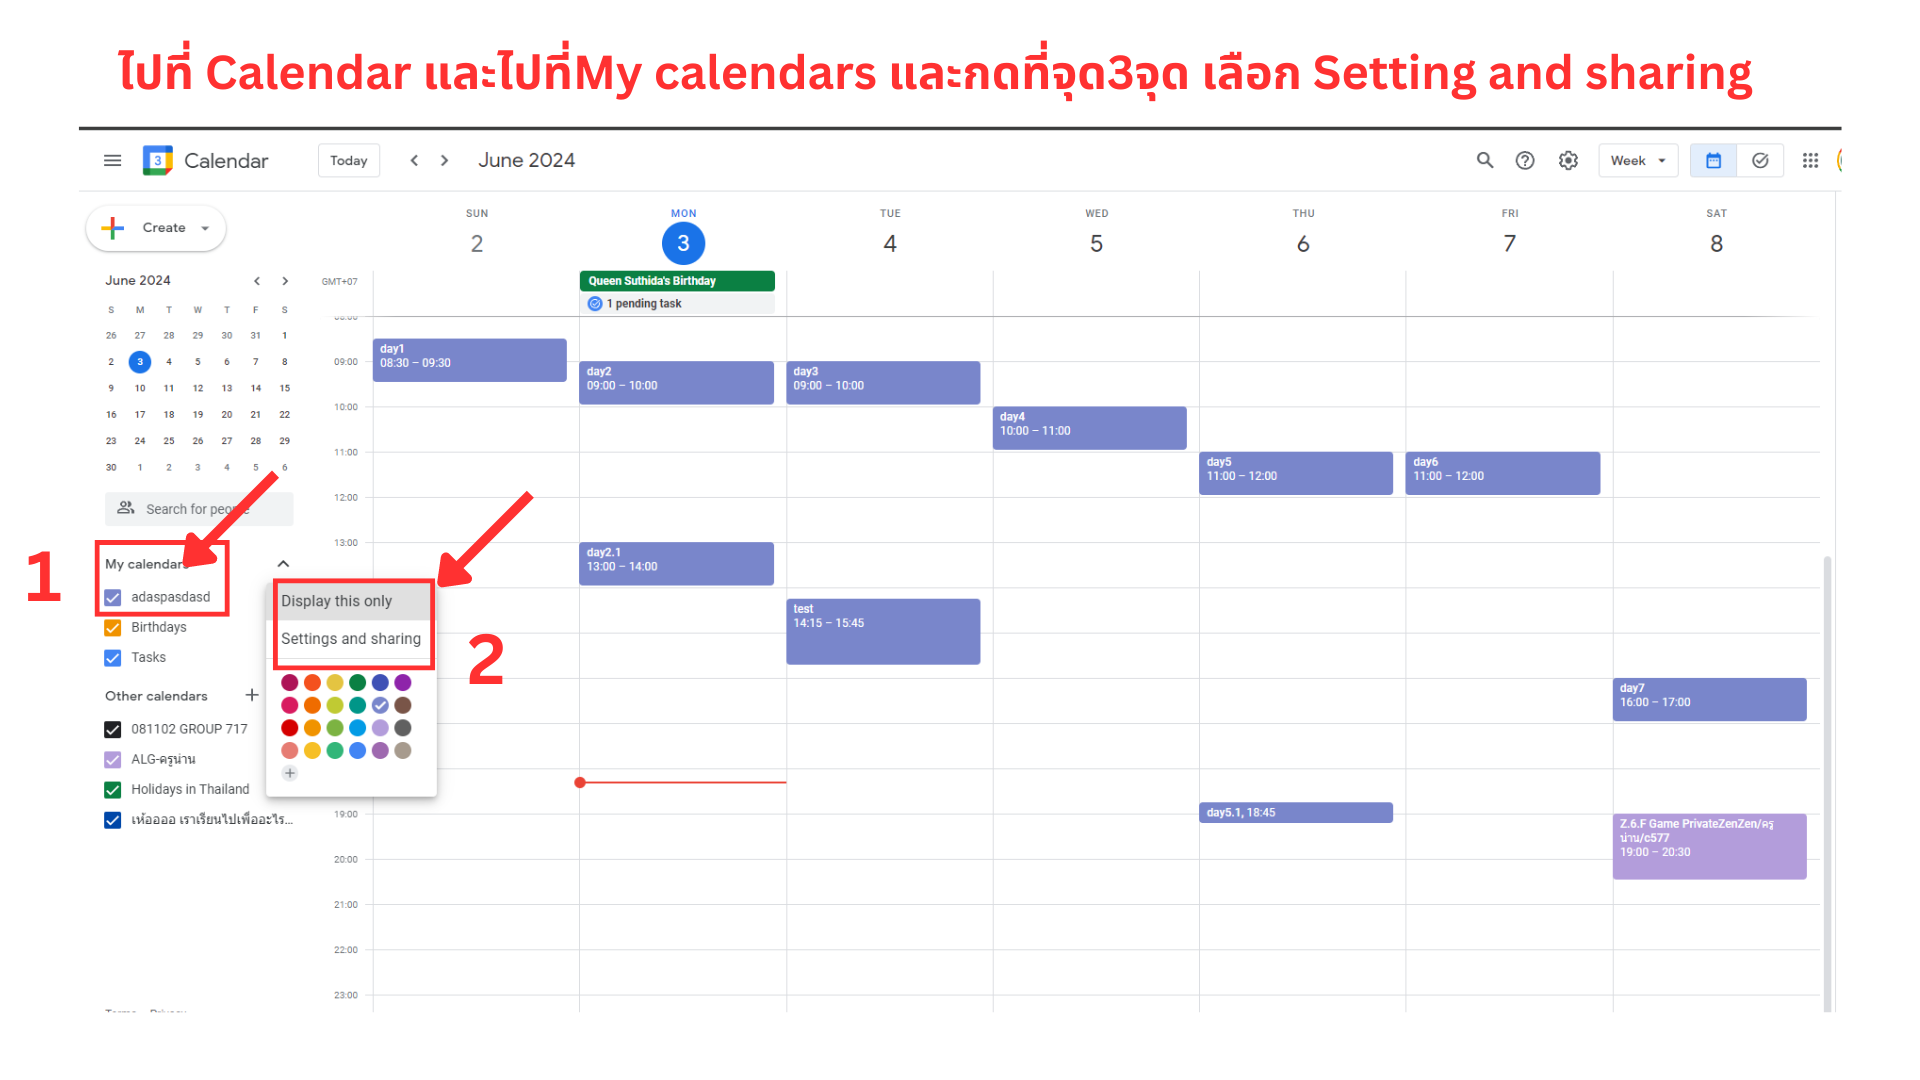 ไปที่ Calendar และไปที่My calendars และกดที่จุด3จุด เลือก Setting and sharing
3 Calendar Today June 2024 Week
Create
SUN MON TUE WED THU FRI SAT
2 3 4 5 6 7 8
June 2024
GMT+07
Queen Suthida's Birthday
1 pending task
S M T W T F S
26 27 28 29 30 31 1
2 3 4 5 6 7 8
9 10 11 12 13 14 15
16 17 18 19 20 21 22
23 24 25 26 27 28 29
30 1 2 3 4 5 6
Search for people
1
My calendars
adaspasdasd
Birthdays
Tasks
Other calendars
081102 GROUP 717
ALG-ครูน่าน
Holidays in Thailand
เห้ออออ เราเรียนไปเพื่ออะไร...
Display this only
Settings and sharing
2
09:00
10:00
11:00
12:00
13:00
19:00
20:00
21:00
22:00
23:00
day1
08:30 – 09:30
day2
09:00 – 10:00
day3
09:00 – 10:00
day4
10:00 – 11:00
day5
11:00 – 12:00
day6
11:00 – 12:00
day2.1
13:00 – 14:00
test
14:15 – 15:45
day7
16:00 – 17:00
day5.1, 18:45
Z.6.F Game PrivateZenZen/ครู
น่าน/c577
19:00 – 20:30